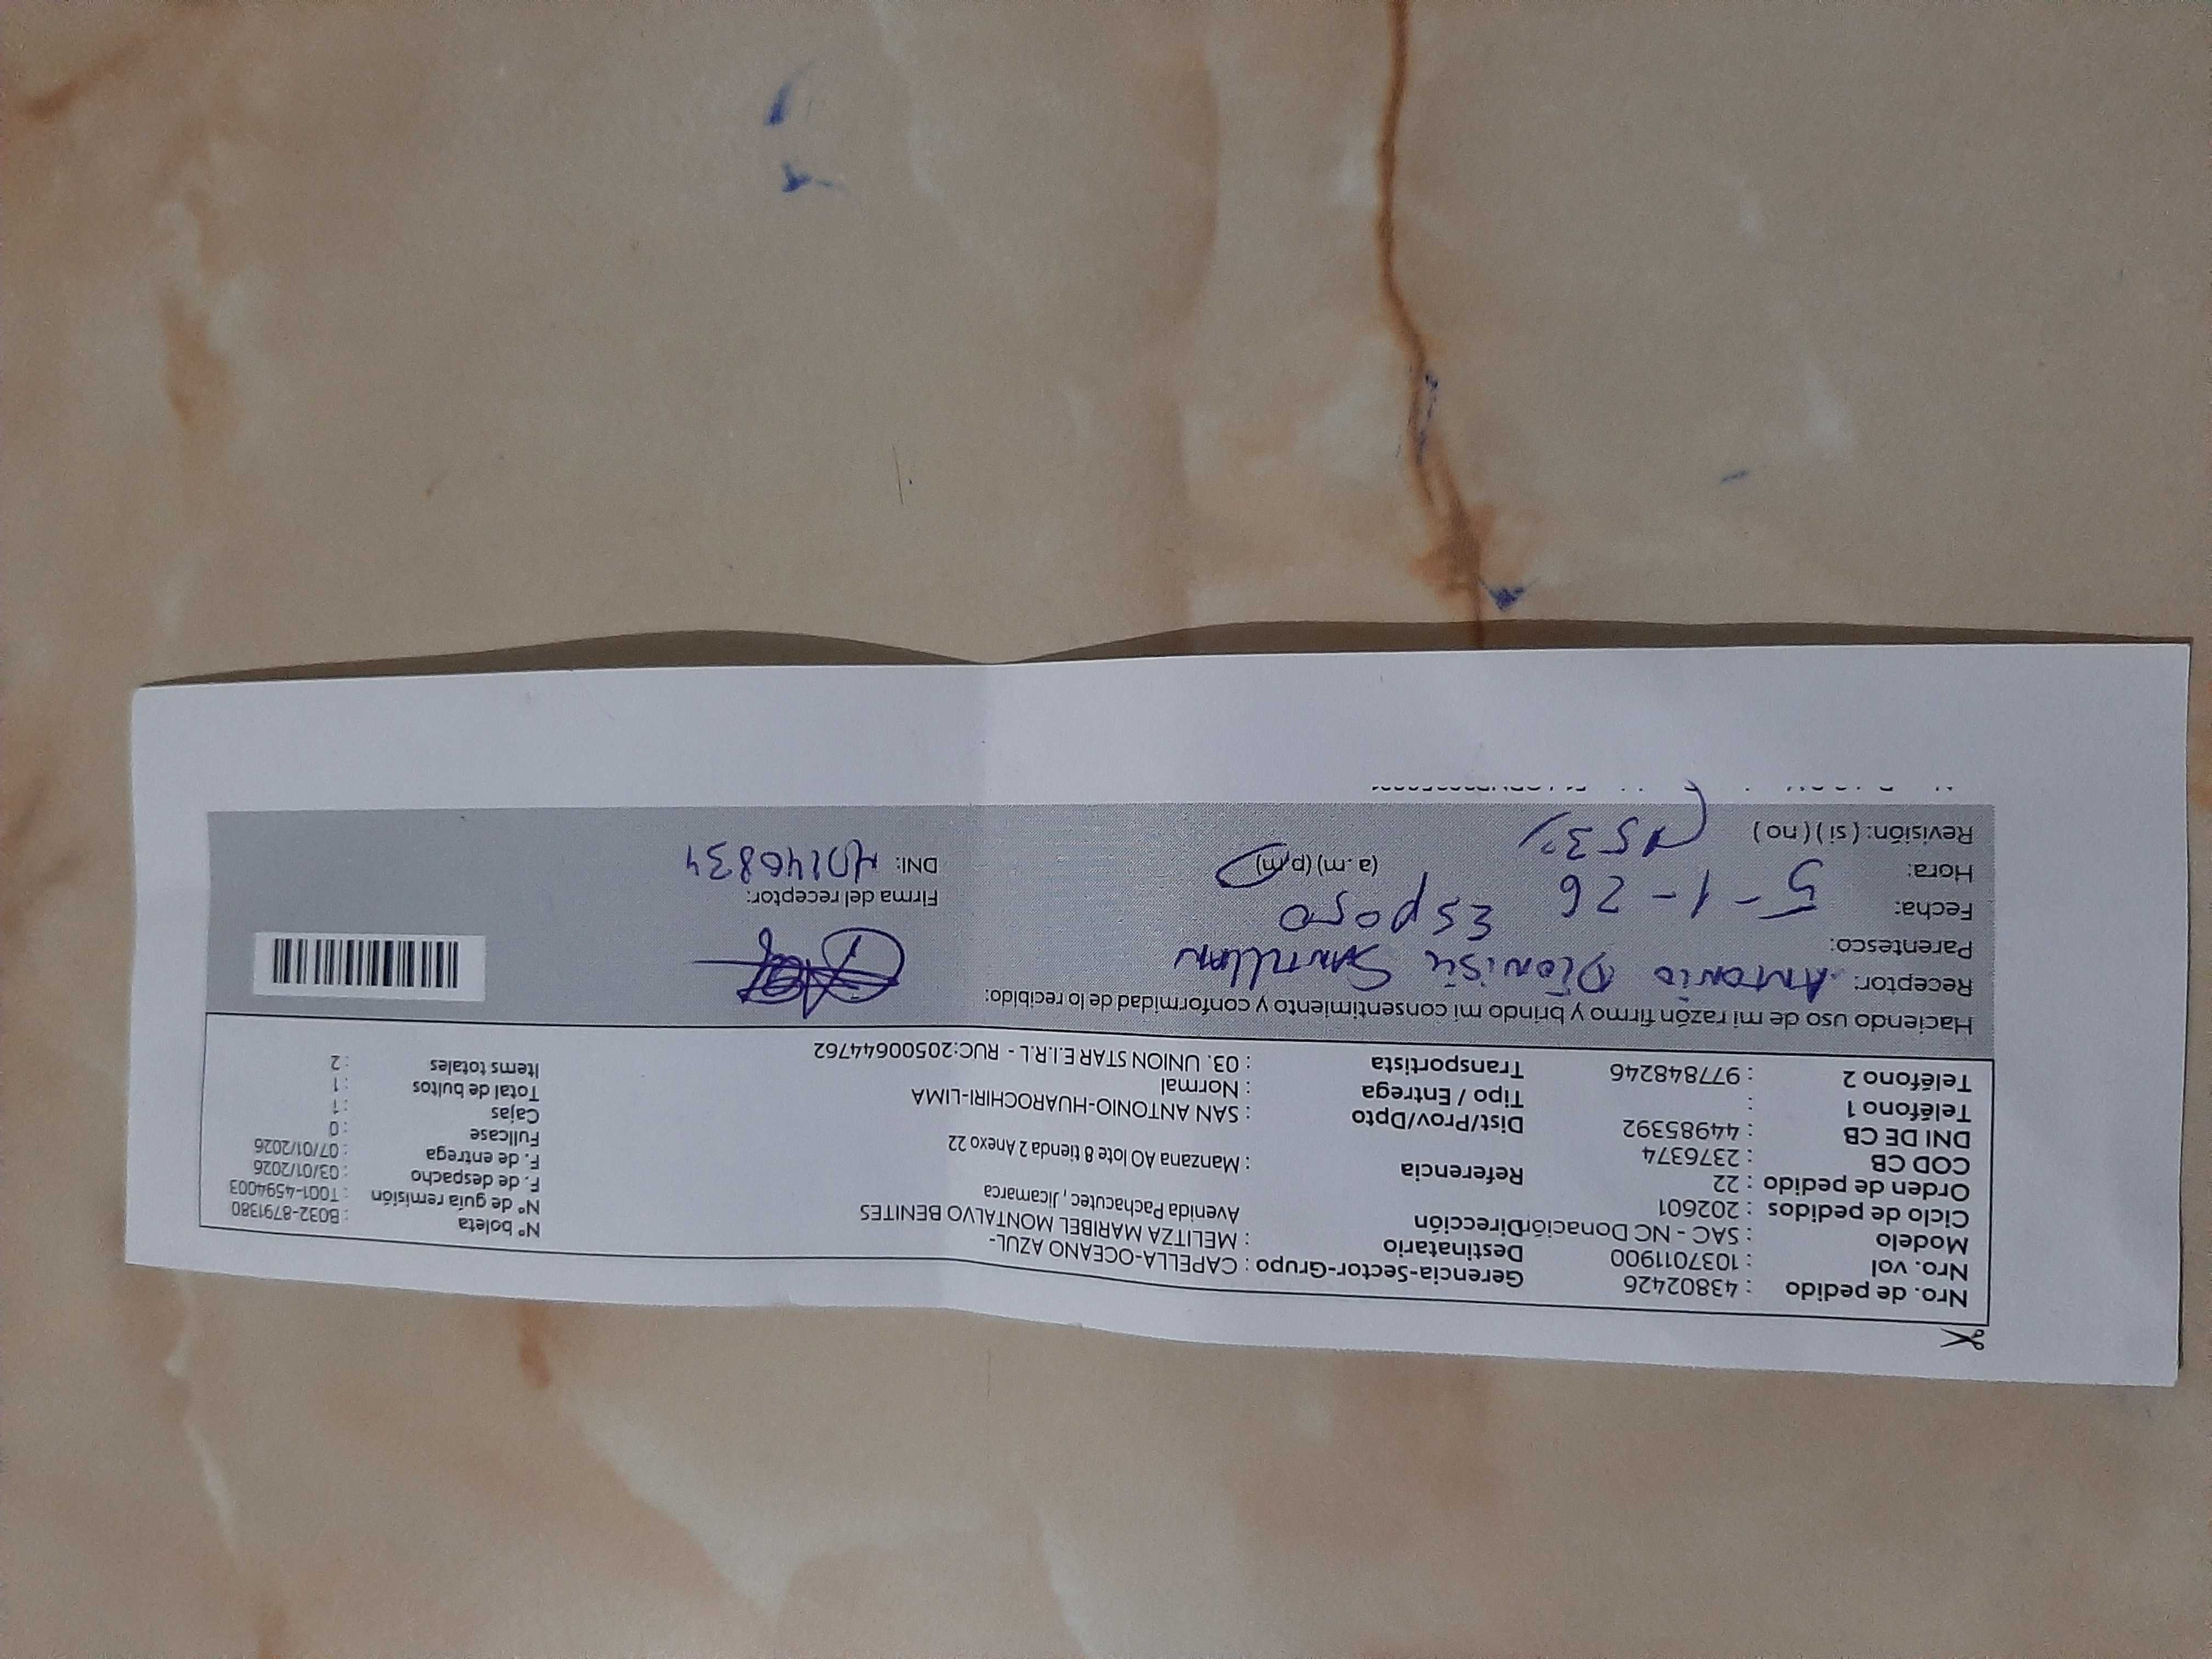 Nro. de pedido : 43802426
Nro. vol : 1037011900
Modelo : SAC - NC Donación
Ciclo de pedidos : 202601
Orden de pedido : 22
COD CB : 2376374
DNI DE CB : 44985392
Teléfono 1 :
Teléfono 2 : 977848246
Gerencia-Sector-Grupo : CAPELLA-OCEANO AZUL-
Destinatario : MELITZA MARIBEL MONTALVO BENITES
Dirección Avenida Pachacutec , Jicamarca
Referencia : Manzana AO lote 8 tienda 2 Anexo 22
Dist/Prov/Dpto : SAN ANTONIO-HUAROCHIRI-LIMA
Tipo / Entrega : Normal
Transportista : 03. UNION STAR E.I.R.L - RUC:20500644762
N° boleta : B032-8791380
N° de guía remisión : T001-4594003
F. de despacho : 03/01/2026
F. de entrega : 07/01/2026
Fullcase : 0
Cajas : 1
Total de bultos : 1
Items totales : 2
Haciendo uso de mi razón firmo y brindo mi consentimiento y conformidad de lo recibido:
Receptor: ANTONIO Dionisio SANTILLAN
Parentesco: Esposo
Fecha: 5-1-26
Hora: (a.m) (p.m)
Revisión: ( si ) ( no )
Firma del receptor:
DNI: 40146834